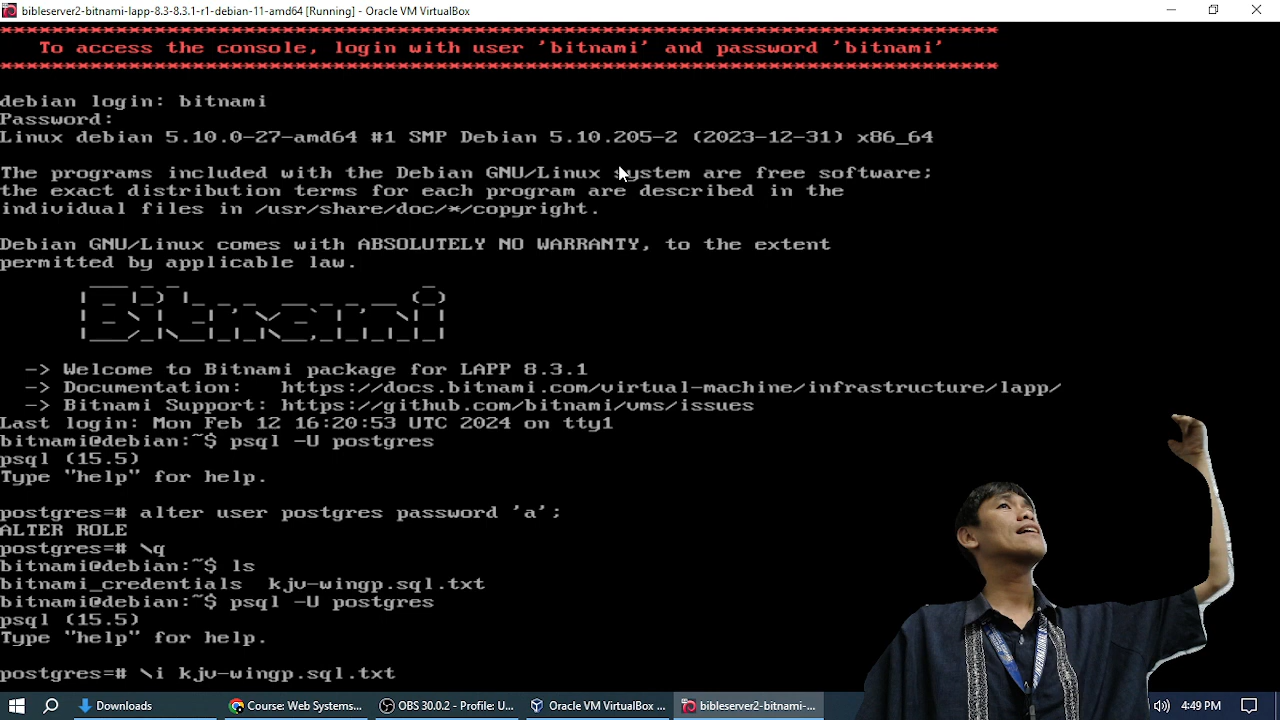 bibleserver2-bitnami-lapp-8.3-8.3.1-r1-debian-11-amd64 [Running] - Oracle VM VirtualBox
*******************************************************************************
To access the console, login with user 'bitnami' and password 'bitnami'
*******************************************************************************
debian login: bitnami
Password:
Linux debian 5.10.0-27-amd64 #1 SMP Debian 5.10.205-2 (2023-12-31) x86_64
The programs included with the Debian GNU/Linux system are free software;
the exact distribution terms for each program are described in the
individual files in /usr/share/doc/*/copyright.
Debian GNU/Linux comes with ABSOLUTELY NO WARRANTY, to the extent
permitted by applicable law.
Bitnami
-> Welcome to Bitnami package for LAPP 8.3.1
-> Documentation: https://docs.bitnami.com/virtual-machine/infrastructure/lapp/
-> Bitnami Support: https://github.com/bitnami/vms/issues
Last login: Mon Feb 12 16:20:53 UTC 2024 on tty1
bitnami@debian:~$ psql -U postgres
psql (15.5)
Type "help" for help.
postgres=# alter user postgres password 'a';
ALTER ROLE
postgres=# \q
bitnami@debian:~$ ls
bitnami_credentials kjv-wingp.sql.txt
bitnami@debian:~$ psql -U postgres
psql (15.5)
Type "help" for help.
postgres=# \i kjv-wingp.sql.txt
Downloads
Course: Web Systems...
OBS 30.0.2 - Profile: U...
Oracle VM VirtualBox ...
bibleserver2-bitnami-...
4:49 PM